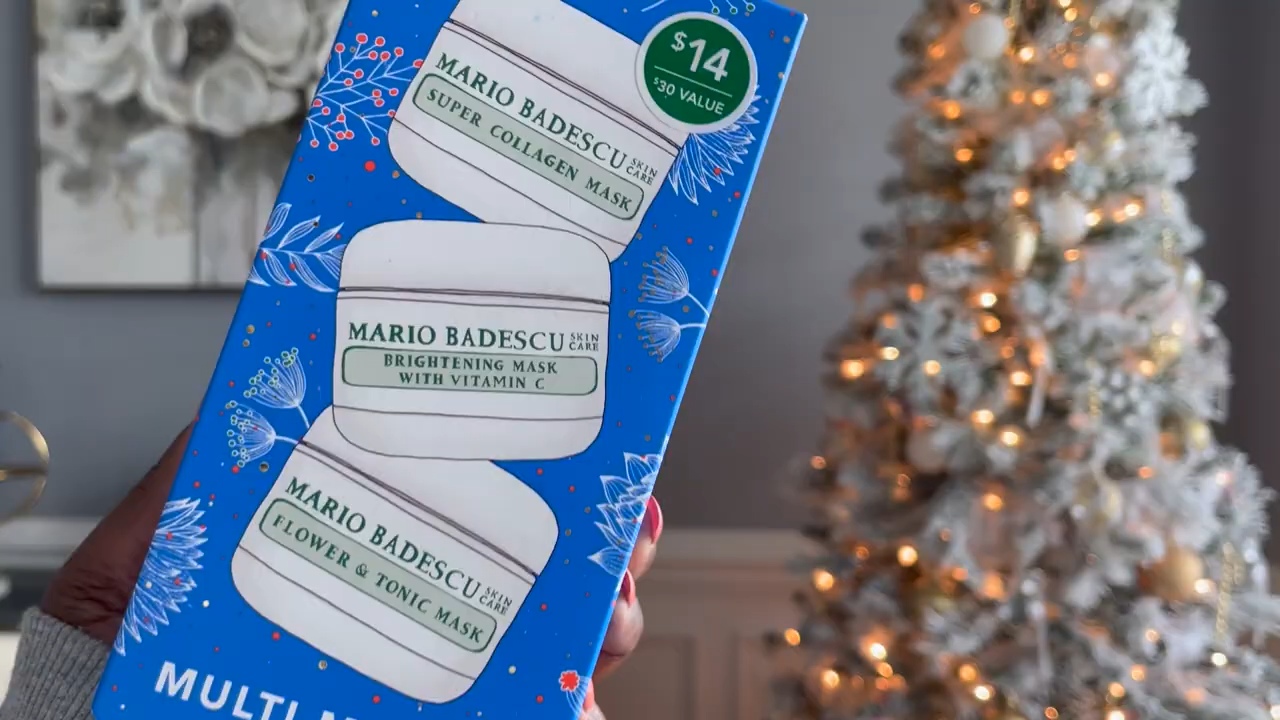 $14
$30 VALUE
MARIO BADESCU SKIN CARE
SUPER COLLAGEN MASK
MARIO BADESCU SKIN CARE
BRIGHTENING MASK
WITH VITAMIN C
MARIO BADESCU SKIN CARE
FLOWER & TONIC MASK
MULTI